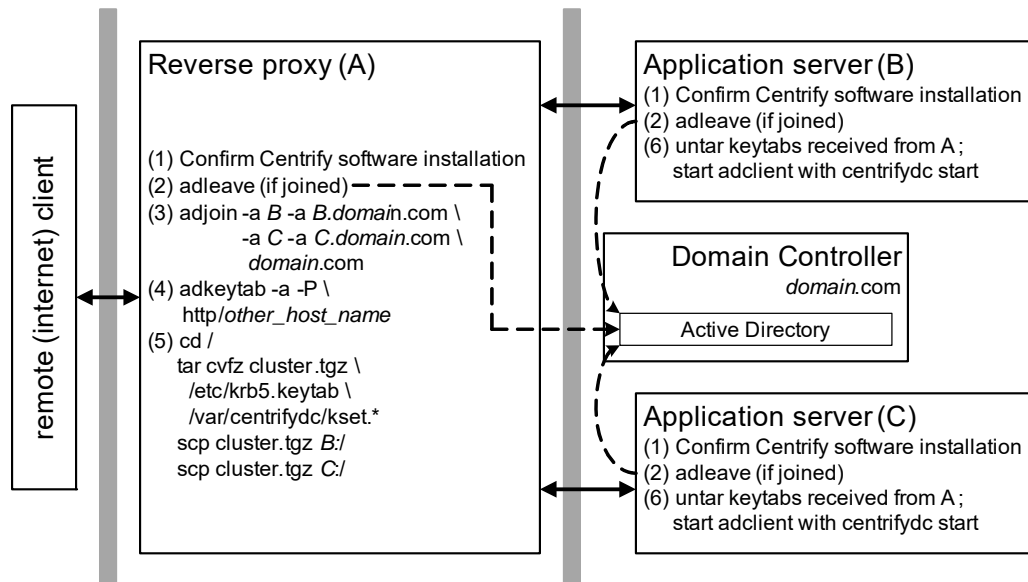 remote (internet) client
Reverse proxy (A)
(1) Confirm Centrify software installation
(2) adleave (if joined)
(3) adjoin -a B -a B.domain.com \
-a C -a C.domain.com \
domain.com
(4) adkeytab -a -P \
http/other_host_name
(5) cd /
tar cvfz cluster.tgz \
/etc/krb5.keytab \
/var/centrifydc/kset.*
scp cluster.tgz B:/
scp cluster.tgz C:/
Application server (B)
(1) Confirm Centrify software installation
(2) adleave (if joined)
(6) untar keytabs received from A ;
start adclient with centrifydc start
Domain Controller
domain.com
Active Directory
Application server (C)
(1) Confirm Centrify software installation
(2) adleave (if joined)
(6) untar keytabs received from A ;
start adclient with centrifydc start